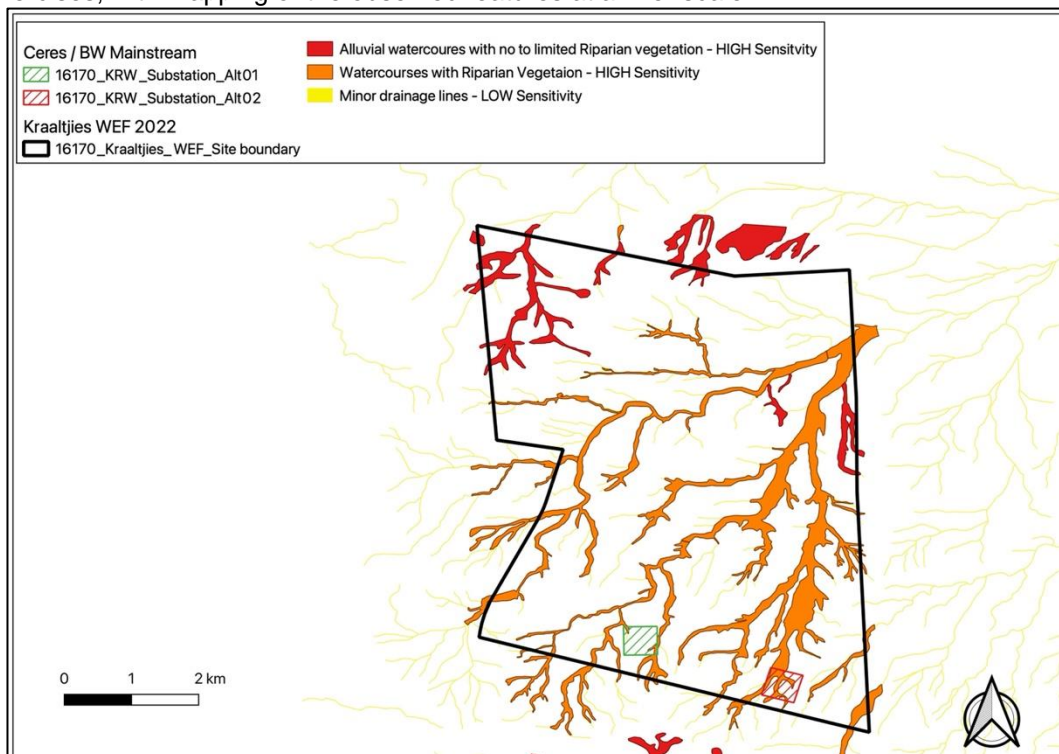 Ceres / BW Mainstream
16170_KRW_Substation_Alt01
16170_KRW_Substation_Alt02
Kraaltjies WEF 2022
16170_Kraaltjies_WEF_Site boundary
Alluvial watercoures with no to limited Riparian vegetation - HIGH Sensitvity
Watercourses with Riparian Vegetaion - HIGH Sensitivity
Minor drainage lines - LOW Sensitivity
0 1 2 km